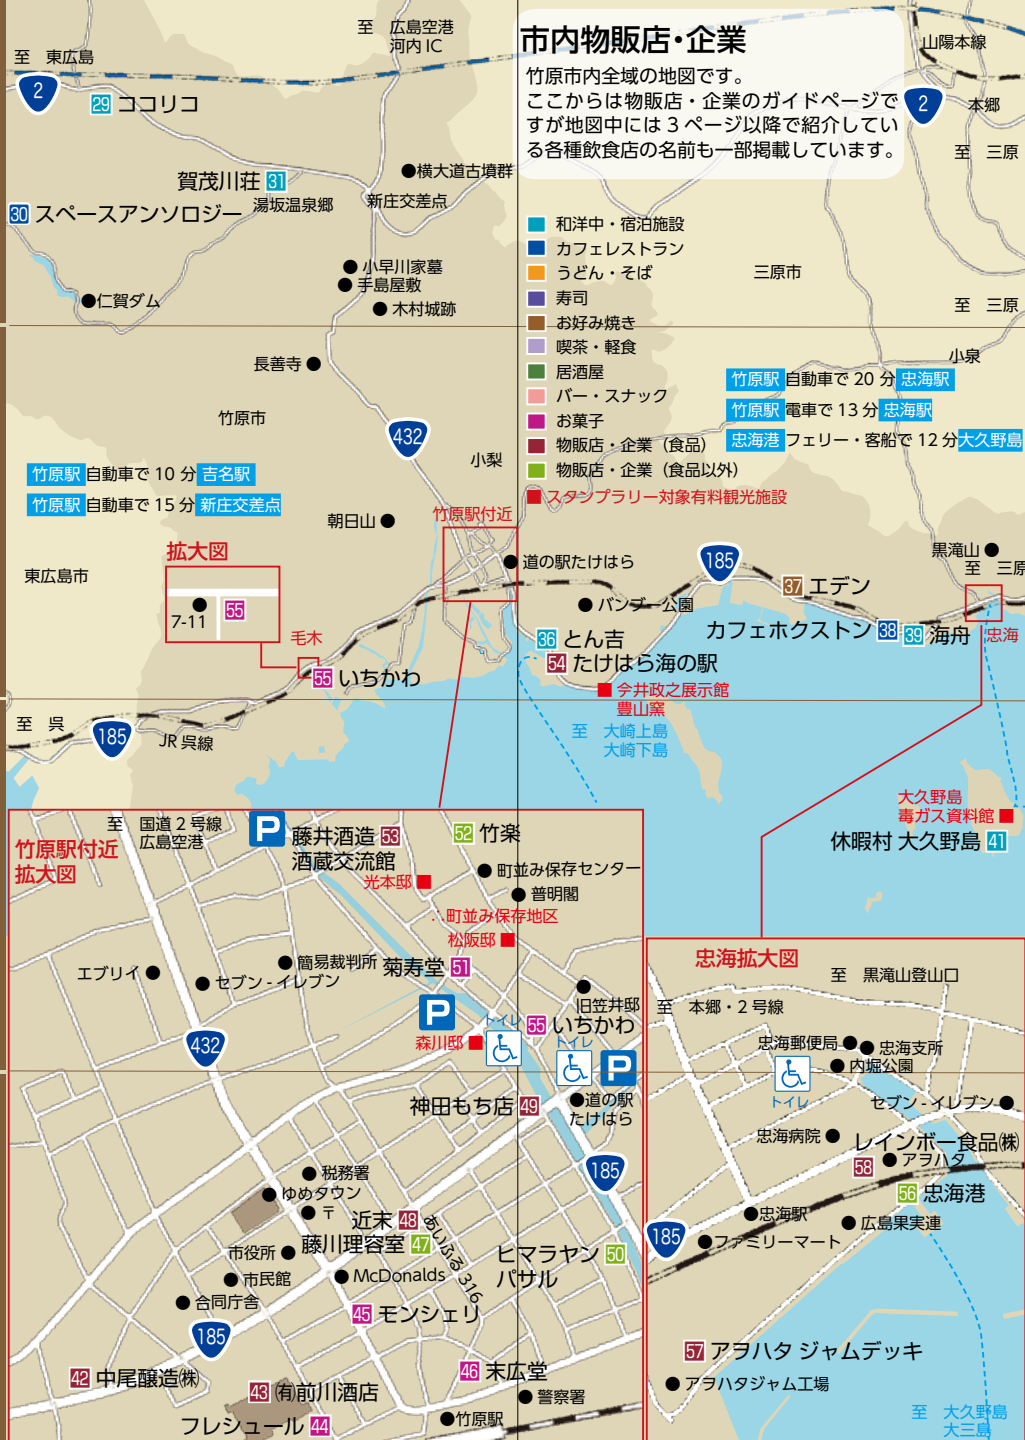 至　広島空港
河内 IC
至　東広島
2
29 ココリコ
市内物販店・企業
竹原市内全域の地図です。
ここからは物販店・企業のガイドページで
すが地図中には 3 ページ以降で紹介してい
る各種飲食店の名前も一部掲載しています。
山陽本線
2
本郷
至　三原
横大道古墳群
賀茂川荘 31
湯坂温泉郷
新庄交差点
30 スペースアンソロジー
小早川家墓
手島屋敷
木村城跡
仁賀ダム
三原市
至　三原
小泉
和洋中・宿泊施設
カフェレストラン
うどん・そば
寿司
お好み焼き
喫茶・軽食
居酒屋
バー・スナック
お菓子
物販店・企業（食品）
物販店・企業（食品以外）
スタンプラリー対象有料観光施設
竹原駅 自動車で 20 分 忠海駅
竹原駅 電車で 13 分 忠海駅
忠海港 フェリー・客船で 12 分 大久野島
長善寺
竹原市
432
小梨
竹原駅 自動車で 10 分 吉名駅
竹原駅 自動車で 15 分 新庄交差点
朝日山
竹原駅付近
拡大図
東広島市
7-11
55
毛木
55 いちかわ
道の駅たけはら
185
黒滝山
至　三原
37 エデン
バンブー公園
カフェホクストン 38
39 海舟
忠海
36 とん吉
54 たけはら海の駅
今井政之展示館
豊山窯
至　大崎上島
大崎下島
至　呉
185
JR 呉線
大久野島
毒ガス資料館
休暇村 大久野島 41
竹原駅付近
拡大図
至　国道 2 号線
広島空港
P
藤井酒造 53
酒蔵交流館
52 竹楽
光本邸
町並み保存センター
普明閣
∴町並み保存地区
松阪邸
エブリイ
簡易裁判所
セブン - イレブン
菊寿堂 51
旧笠井邸
P
トイレ
55 いちかわ
トイレ
森川邸
P
432
神田もち店 49
道の駅
たけはら
185
税務署
ゆめタウン
〒
近末 48
藤川理容室 47
あいふる 316
市役所
市民館
McDonalds
合同庁舎
ヒマラヤン 50
パサル
45 モンシェリ
185
42 中尾醸造㈱
43 ㈲前川酒店
46 末広堂
警察署
フレシュール 44
竹原駅
忠海拡大図
至　黒滝山登山口
至　本郷・2 号線
忠海郵便局
忠海支所
内堀公園
トイレ
セブン - イレブン
忠海病院
レインボー食品㈱
58
アヲハタ
56 忠海港
忠海駅
広島果実連
185
ファミリーマート
57 アヲハタ ジャムデッキ
アヲハタジャム工場
至　大久野島
大三島